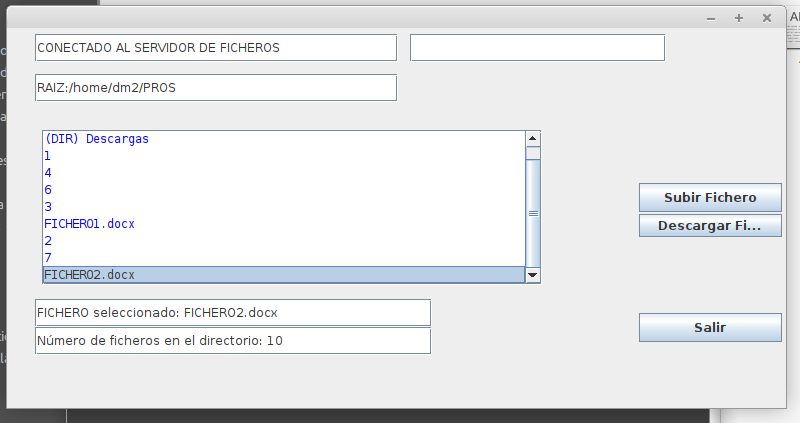 CONECTADO AL SERVIDOR DE FICHEROS
RAIZ:/home/dm2/PROS
(DIR) Descargas
1
4
6
3
FICHERO1.docx
2
7
FICHERO2.docx
Subir Fichero
Descargar Fi...
FICHERO seleccionado: FICHERO2.docx
Número de ficheros en el directorio: 10
Salir